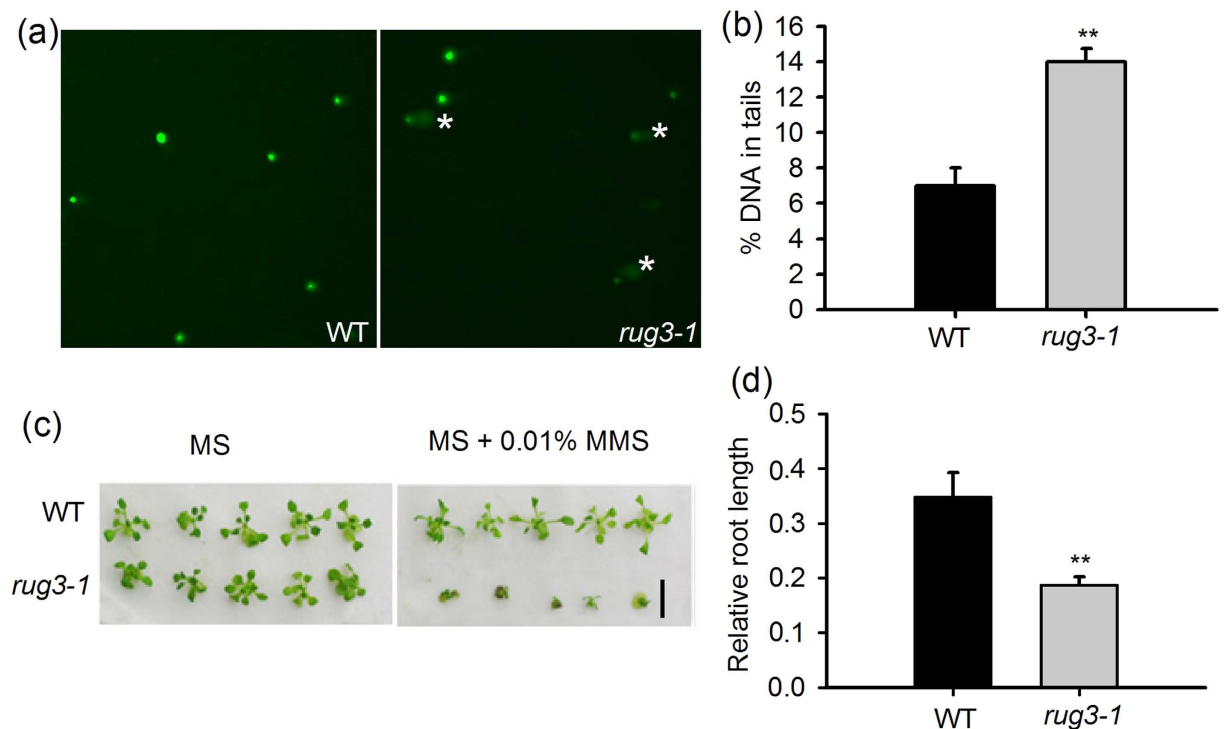 (a)
WT
*
*
*
rug3-1
(b)
% DNA in tails
16
14
12
10
8
6
4
2
0
**
WT
rug3-1
(c)
MS
MS + 0.01% MMS
WT
rug3-1
(d)
Relative root length
0.5
0.4
0.3
0.2
0.1
0.0
**
WT
rug3-1